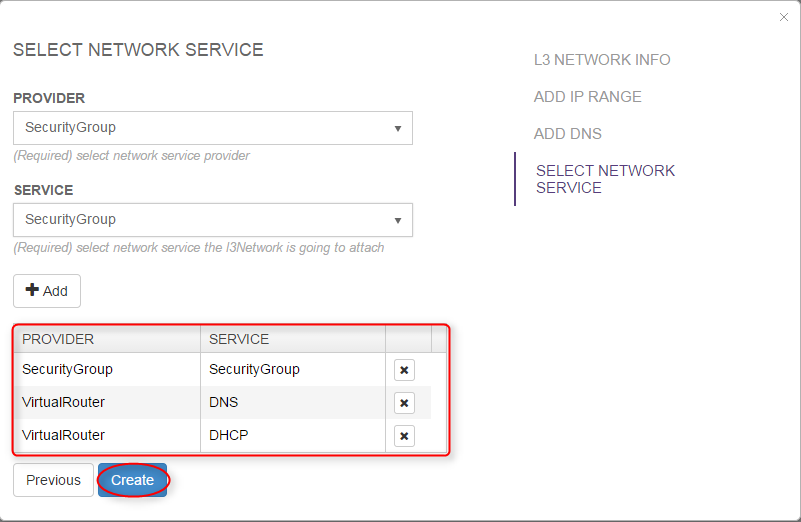 SELECT NETWORK SERVICE
PROVIDER
SecurityGroup
(Required) select network service provider
SERVICE
SecurityGroup
(Required) select network service the l3Network is going to attach
Add
PROVIDER SERVICE
SecurityGroup SecurityGroup
VirtualRouter DNS
VirtualRouter DHCP
Previous Create
L3 NETWORK INFO
ADD IP RANGE
ADD DNS
SELECT NETWORK
SERVICE